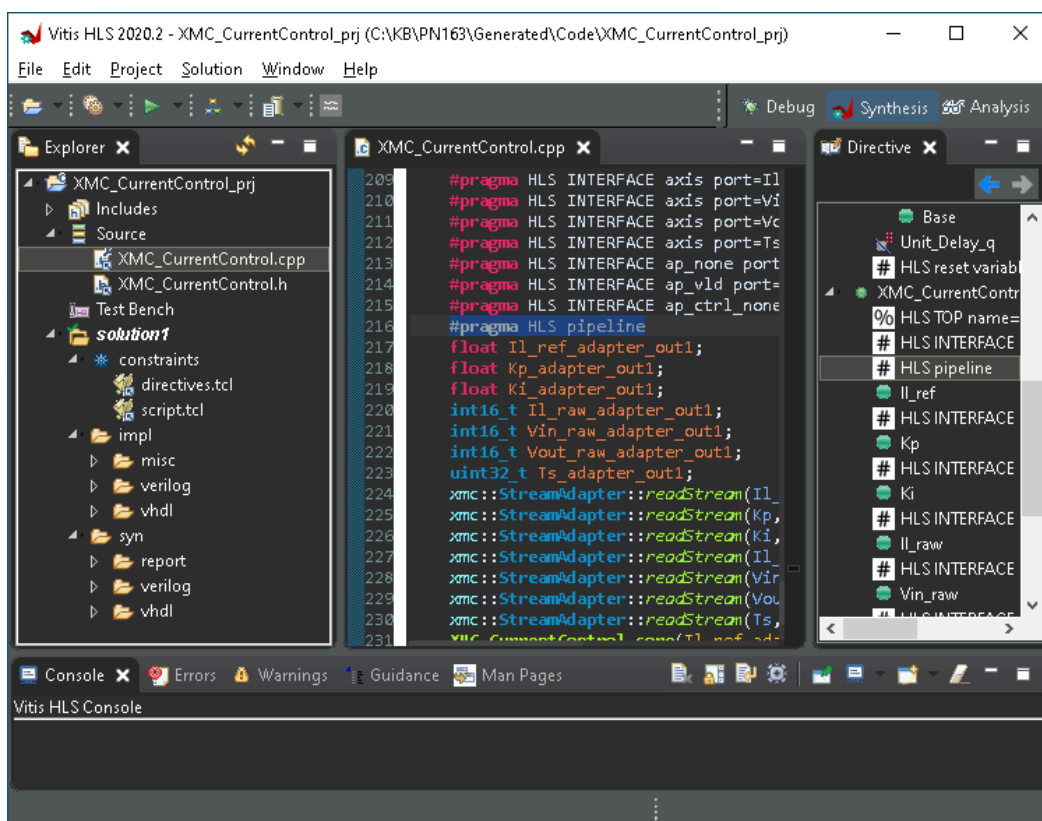 Vitis HLS 2020.2 - XMC_CurrentControl_prj (C:\KB\PN163\Generated\Code\XMC_CurrentControl_prj)
File Edit Project Solution Window Help
Debug Synthesis Analysis
Explorer
XMC_CurrentControl_prj
Includes
Source
XMC_CurrentControl.cpp
XMC_CurrentControl.h
Test Bench
solution1
constraints
directives.tcl
script.tcl
impl
misc
verilog
vhdl
syn
report
verilog
vhdl
XMC_CurrentControl.cpp
209 #pragma HLS INTERFACE axis port=Il
210 #pragma HLS INTERFACE axis port=Vi
211 #pragma HLS INTERFACE axis port=Vo
212 #pragma HLS INTERFACE axis port=Ts
213 #pragma HLS INTERFACE ap_none port
214 #pragma HLS INTERFACE ap_vld port=
215 #pragma HLS INTERFACE ap_ctrl_none
216 #pragma HLS pipeline
217 float Il_ref_adapter_out1;
218 float Kp_adapter_out1;
219 float Ki_adapter_out1;
220 int16_t Il_raw_adapter_out1;
221 int16_t Vin_raw_adapter_out1;
222 int16_t Vout_raw_adapter_out1;
223 uint32_t Ts_adapter_out1;
224 xmc::StreamAdapter::readStream(Il_
225 xmc::StreamAdapter::readStream(Kp,
226 xmc::StreamAdapter::readStream(Ki,
227 xmc::StreamAdapter::readStream(Il_
228 xmc::StreamAdapter::readStream(Vin
229 xmc::StreamAdapter::readStream(Vou
230 xmc::StreamAdapter::readStream(Ts,
231 XMC_CurrentControl_core(Il_ref_ada
Directive
Base
Unit_Delay_q
# HLS reset variabl
XMC_CurrentContr
% HLS TOP name=
# HLS INTERFACE
# HLS pipeline
Il_ref
# HLS INTERFACE
Kp
# HLS INTERFACE
Ki
# HLS INTERFACE
Il_raw
# HLS INTERFACE
Vin_raw
# HLS INTERFACE
Console Errors Warnings Guidance Man Pages
Vitis HLS Console